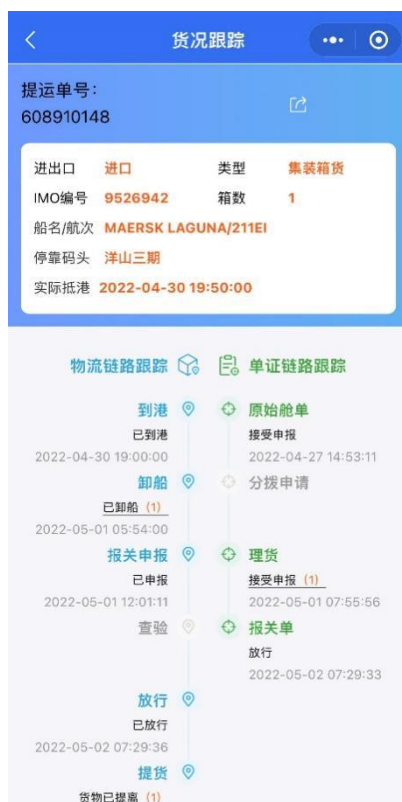 货况跟踪
提运单号:
608910148
进出口 进口 类型 集装箱货
IMO编号 9526942 箱数 1
船名/航次 MAERSK LAGUNA/211EI
停靠码头 洋山三期
实际抵港 2022-04-30 19:50:00
物流链路跟踪 单证链路跟踪
到港 原始舱单
已到港 接受申报
2022-04-30 19:00:00 2022-04-27 14:53:11
卸船 分拨申请
已卸船 (1)
2022-05-01 05:54:00
报关申报 理货
已申报 接受申报 (1)
2022-05-01 12:01:11 2022-05-01 07:55:56
查验 报关单
放行
2022-05-02 07:29:33
放行
已放行
2022-05-02 07:29:36
提货
货物已提离 (1)